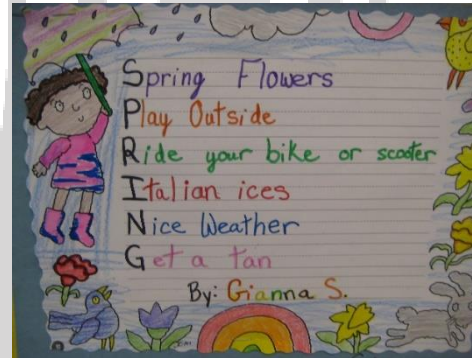 Spring Flowers
Play Outside
Ride your bike or scooter
Italian ices
Nice Weather
Get a tan
By: Gianna S.